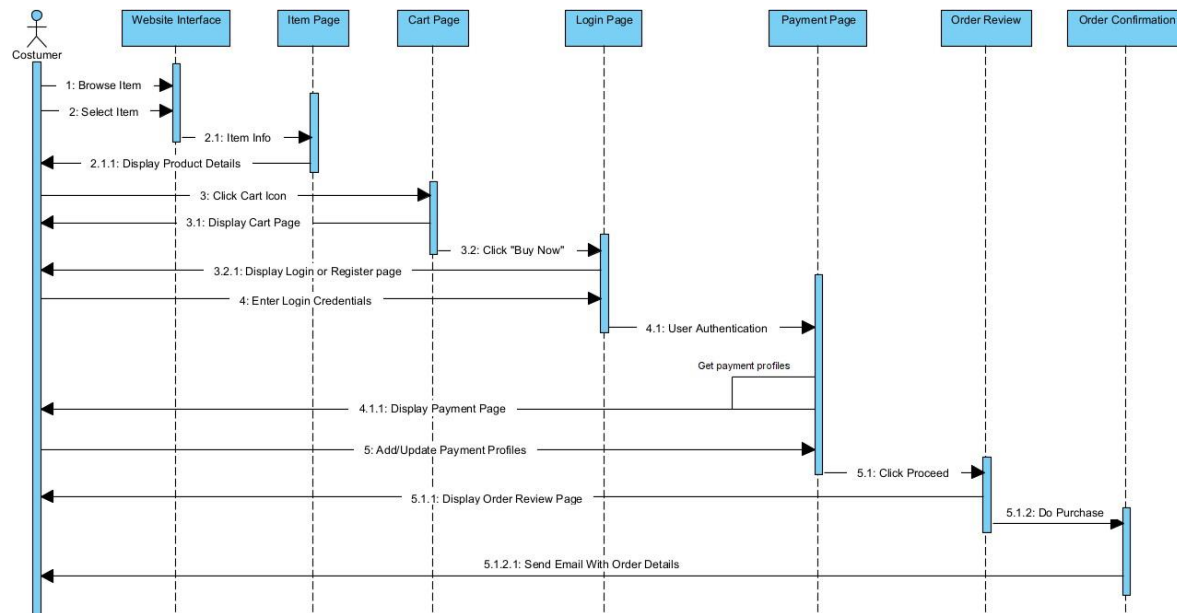 Website Interface
Item Page
Cart Page
Login Page
Payment Page
Order Review
Order Confirmation
Costumer
1: Browse Item
2: Select Item
2.1: Item Info
2.1.1: Display Product Details
3: Click Cart Icon
3.1: Display Cart Page
3.2: Click "Buy Now"
3.2.1: Display Login or Register page
4: Enter Login Credentials
4.1: User Authentication
Get payment profiles
4.1.1: Display Payment Page
5: Add/Update Payment Profiles
5.1: Click Proceed
5.1.1: Display Order Review Page
5.1.2: Do Purchase
5.1.2.1: Send Email With Order Details